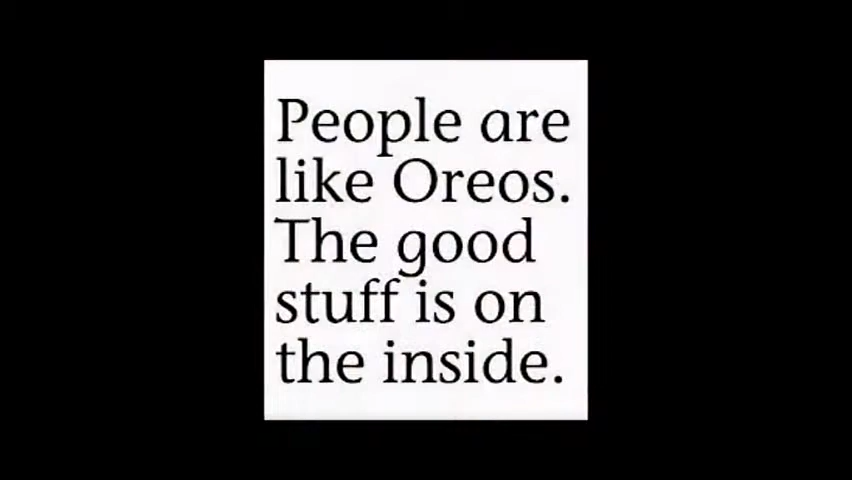 People are
like Oreos.
The good
stuff is on
the inside.